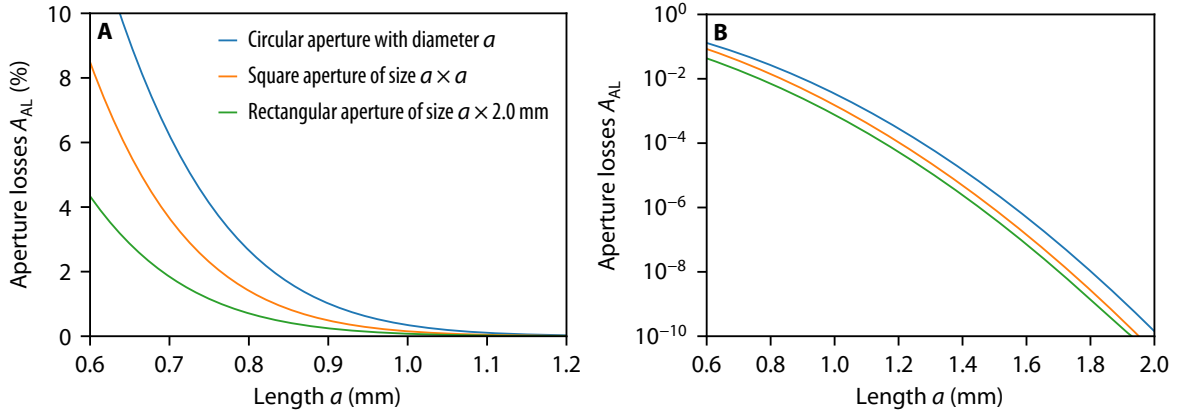 A
Circular aperture with diameter a
Square aperture of size a × a
Rectangular aperture of size a × 2.0 mm
Aperture losses A_AL (%)
10
8
6
4
2
0
0.6 0.7 0.8 0.9 1.0 1.1 1.2
Length a (mm)
B
Aperture losses A_AL
10⁰
10⁻²
10⁻⁴
10⁻⁶
10⁻⁸
10⁻¹⁰
0.6 0.8 1.0 1.2 1.4 1.6 1.8 2.0
Length a (mm)